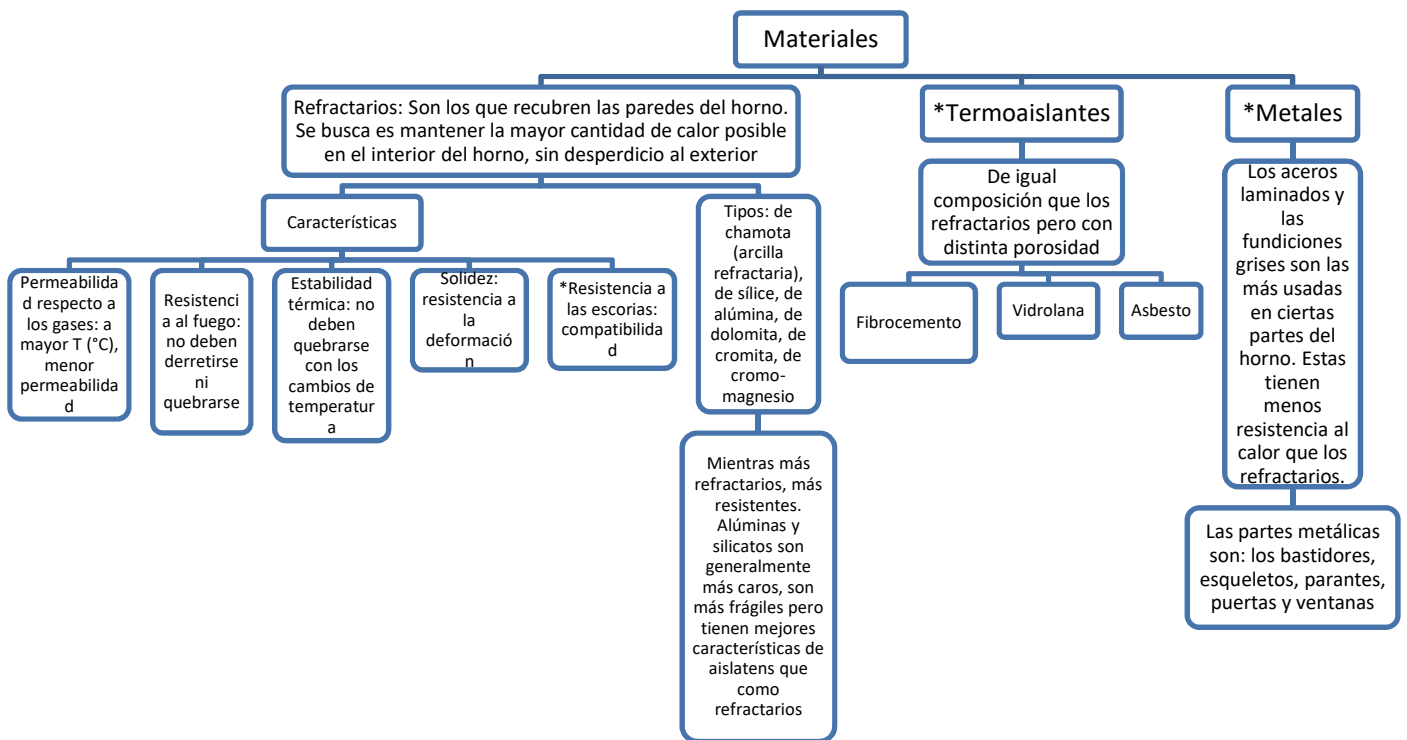 Materiales
Refractarios: Son los que recubren las paredes del horno.
Se busca es mantener la mayor cantidad de calor posible
en el interior del horno, sin desperdicio al exterior
*Termoaislantes
*Metales
Características
Tipos: de
chamota
(arcilla
refractaria),
de sílice, de
alúmina, de
dolomita, de
cromita, de
cromo-
magnesio
De igual
composición que los
refractarios pero con
distinta porosidad
Los aceros
laminados y
las
fundiciones
grises son las
más usadas
en ciertas
partes del
horno. Estas
tienen
menos
resistencia al
calor que los
refractarios.
Permeabilida
d respecto a
los gases: a
mayor T (°C),
menor
permeabilida
d
Resistenci
a al fuego:
no deben
derretirse
ni
quebrarse
Estabilidad
térmica: no
deben
quebrarse
con los
cambios de
temperatur
a
Solidez:
resistencia a
la
deformació
n
*Resistencia a
las escorias:
compatibilida
d
Fibrocemento
Vidrolana
Asbesto
Mientras más
refractarios, más
resistentes.
Alúminas y
silicatos son
generalmente
más caros, son
más frágiles pero
tienen mejores
características de
aislatens que
como
refractarios
Las partes metálicas
son: los bastidores,
esqueletos, parantes,
puertas y ventanas